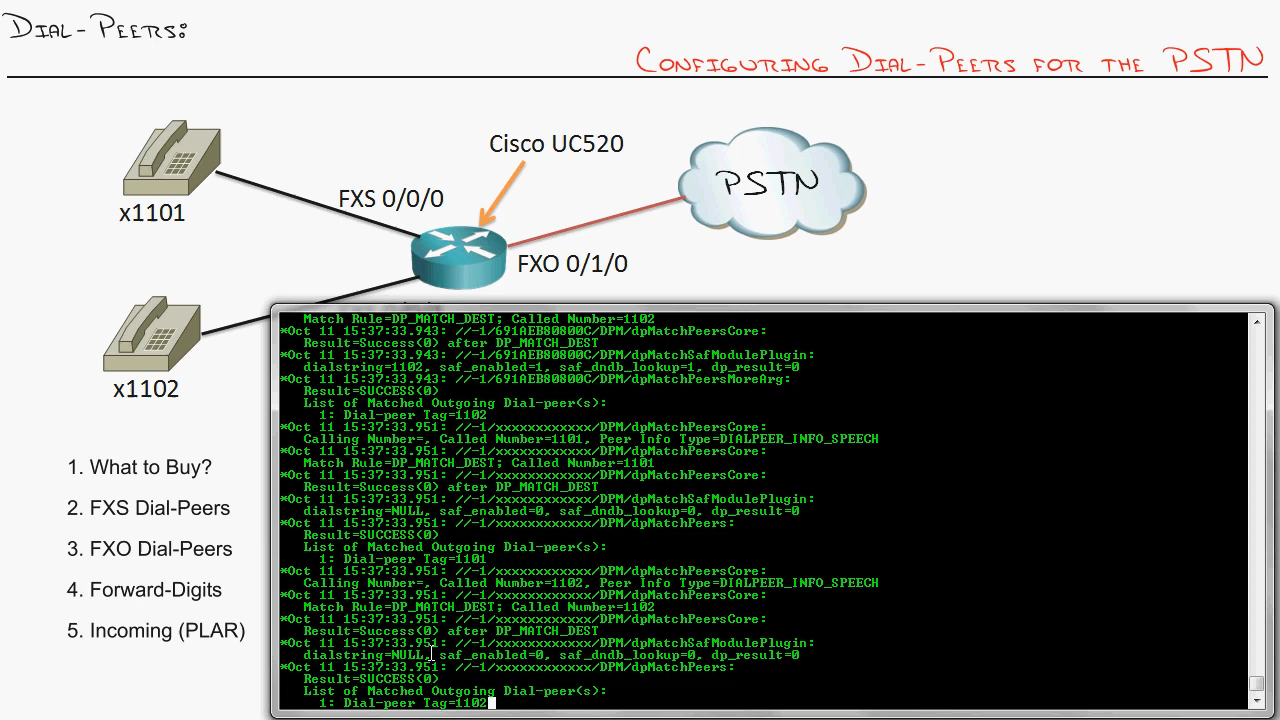 Dial-Peers:
Configuring Dial-Peers for the PSTN
Cisco UC520
PSTN
FXS 0/0/0
x1101
FXO 0/1/0
x1102
1. What to Buy?
2. FXS Dial-Peers
3. FXO Dial-Peers
4. Forward-Digits
5. Incoming (PLAR)
Match Rule=DP_MATCH_DEST; Called Number=1102
*Oct 11 15:37:33.943: //-1/691AEB80800C/DPM/dpMatchPeersCore:
Result=Success(0) after DP_MATCH_DEST
*Oct 11 15:37:33.943: //-1/691AEB80800C/DPM/dpMatchSafModulePlugin:
dialstring=1102, saf_enabled=1, saf_dndb_lookup=1, dp_result=0
*Oct 11 15:37:33.943: //-1/691AEB80800C/DPM/dpMatchPeersMoreArg:
Result=SUCCESS(0)
List of Matched Outgoing Dial-peer(s):
1: Dial-peer Tag=1102
*Oct 11 15:37:33.951: //-1/xxxxxxxxxxxx/DPM/dpMatchPeersCore:
Calling Number=, Called Number=1101, Peer Info Type=DIALPEER_INFO_SPEECH
*Oct 11 15:37:33.951: //-1/xxxxxxxxxxxx/DPM/dpMatchPeersCore:
Match Rule=DP_MATCH_DEST; Called Number=1101
*Oct 11 15:37:33.951: //-1/xxxxxxxxxxxx/DPM/dpMatchPeersCore:
Result=Success(0) after DP_MATCH_DEST
*Oct 11 15:37:33.951: //-1/xxxxxxxxxxxx/DPM/dpMatchSafModulePlugin:
dialstring=NULL, saf_enabled=0, saf_dndb_lookup=0, dp_result=0
*Oct 11 15:37:33.951: //-1/xxxxxxxxxxxx/DPM/dpMatchPeers:
Result=SUCCESS(0)
List of Matched Outgoing Dial-peer(s):
1: Dial-peer Tag=1101
*Oct 11 15:37:33.951: //-1/xxxxxxxxxxxx/DPM/dpMatchPeersCore:
Calling Number=, Called Number=1102, Peer Info Type=DIALPEER_INFO_SPEECH
*Oct 11 15:37:33.951: //-1/xxxxxxxxxxxx/DPM/dpMatchPeersCore:
Match Rule=DP_MATCH_DEST; Called Number=1102
*Oct 11 15:37:33.951: //-1/xxxxxxxxxxxx/DPM/dpMatchPeersCore:
Result=Success(0) after DP_MATCH_DEST
*Oct 11 15:37:33.951: //-1/xxxxxxxxxxxx/DPM/dpMatchSafModulePlugin:
dialstring=NULL, saf_enabled=0, saf_dndb_lookup=0, dp_result=0
*Oct 11 15:37:33.951: //-1/xxxxxxxxxxxx/DPM/dpMatchPeers:
Result=SUCCESS(0)
List of Matched Outgoing Dial-peer(s):
1: Dial-peer Tag=1102